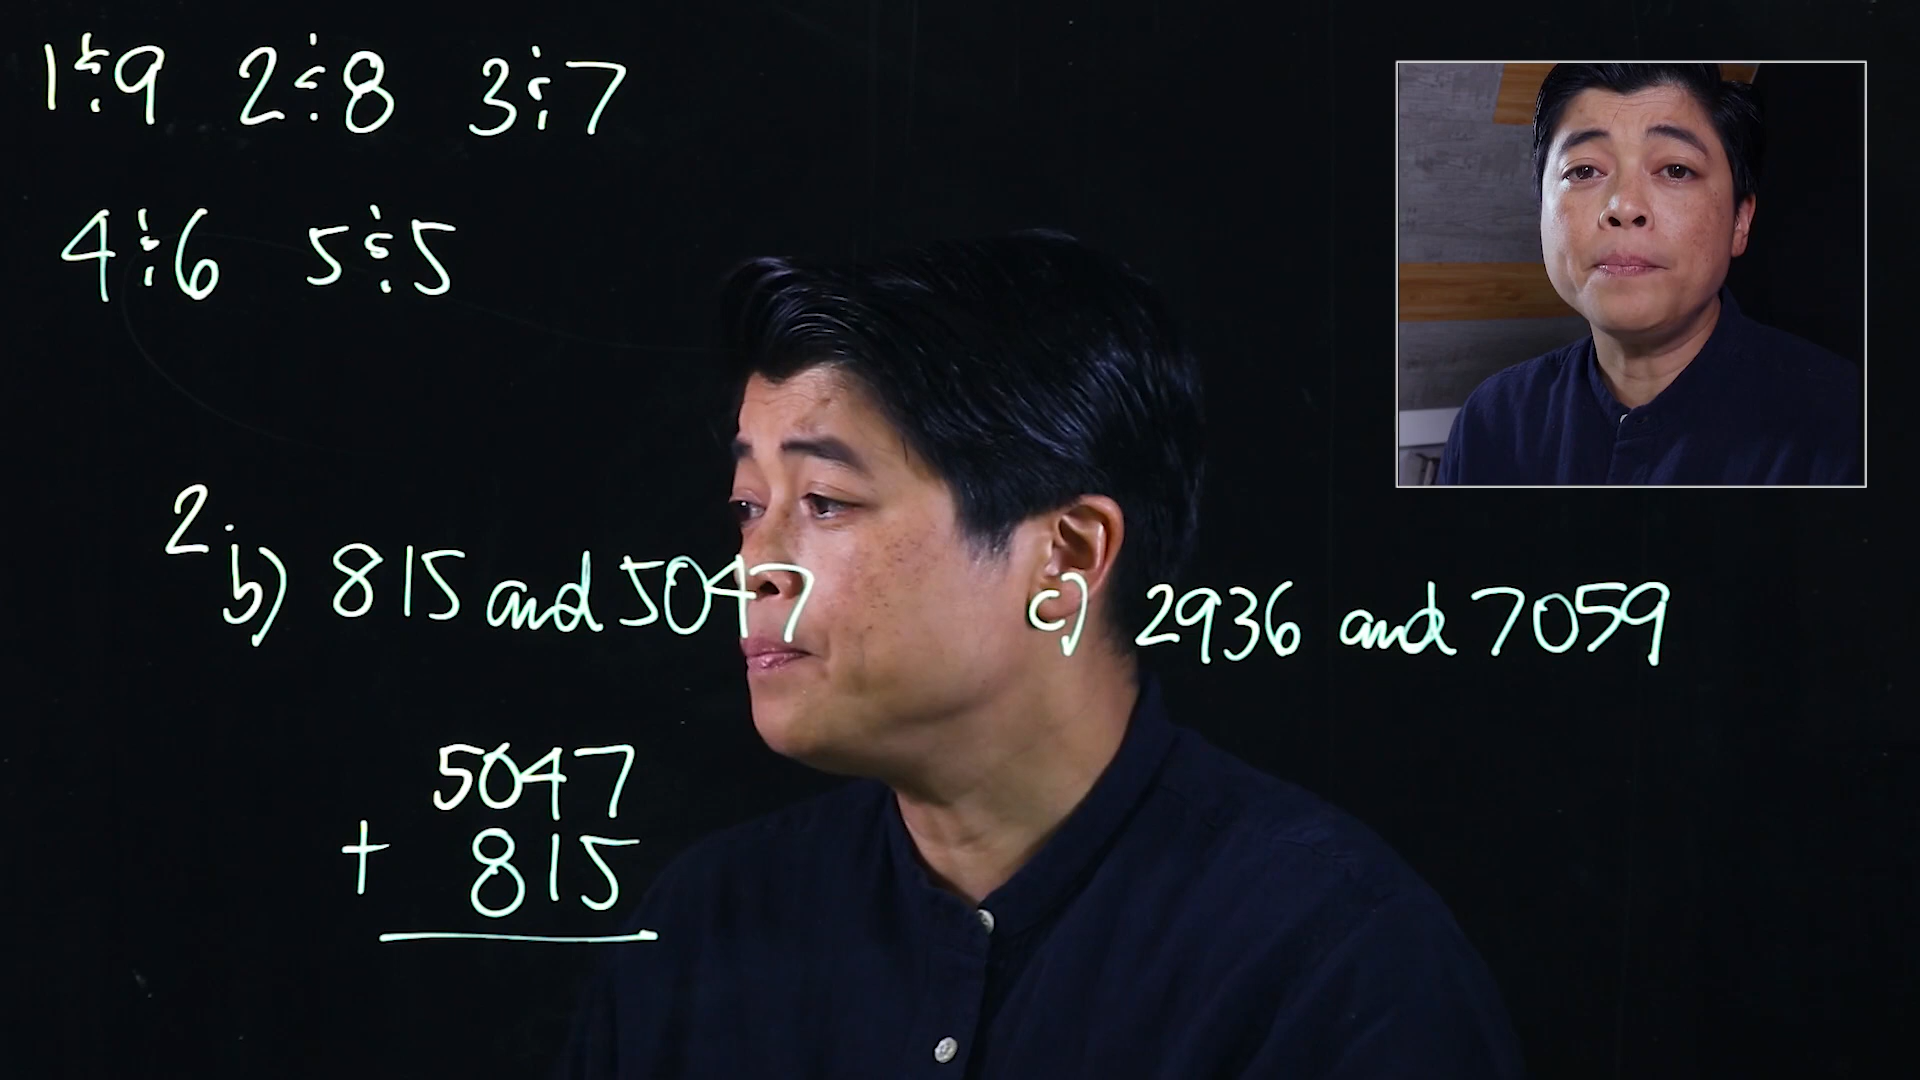 1 & 9 2 & 8 3 & 7
4 & 6 5 & 5
2. b) 815 and 5047
c) 2936 and 7059
5047
+ 815